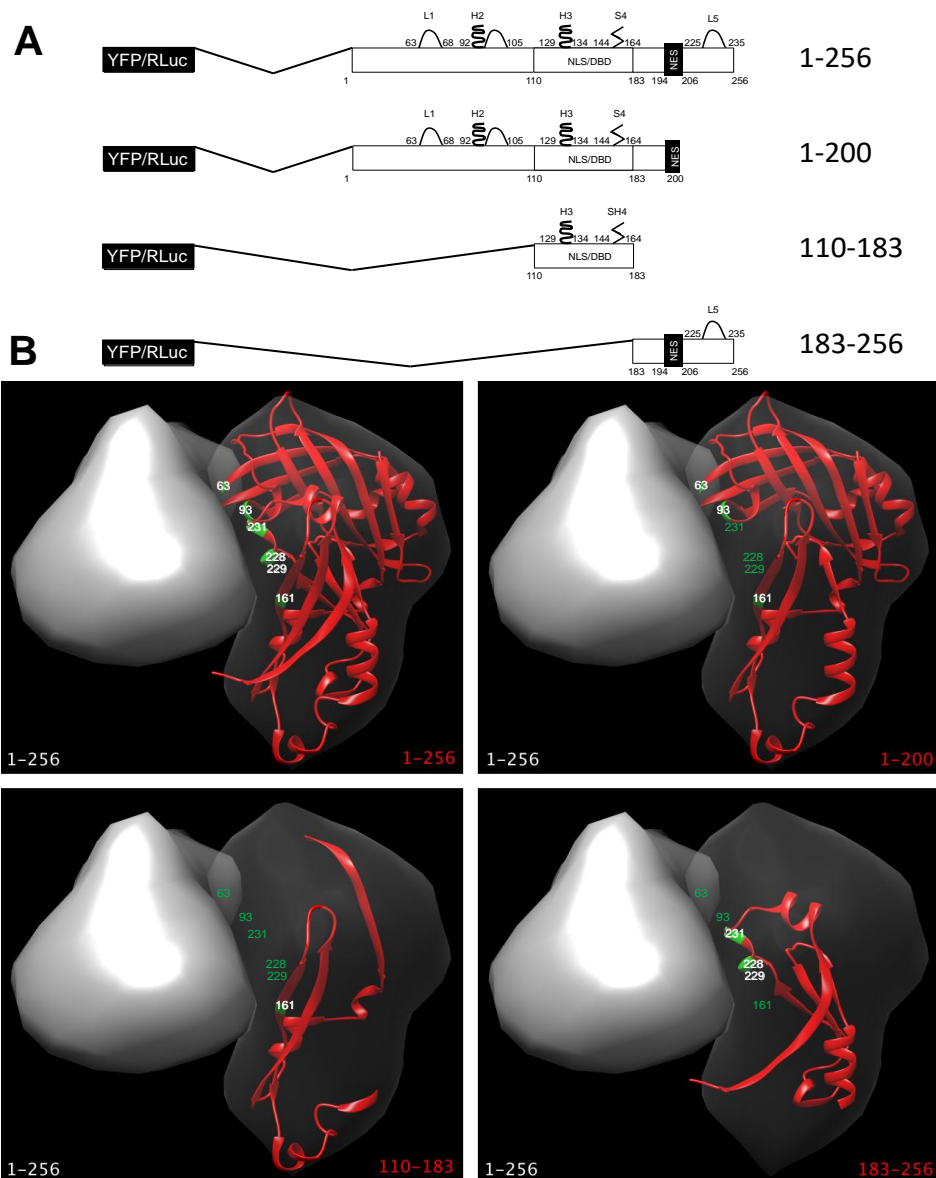 A
L1 H2 H3 S4 L5
63 68 92 105 129 134 144 164 225 235
YFP/RLuc NLS/DBD NES 1-256
1 110 183 194 206 256
L1 H2 H3 S4
63 68 92 105 129 134 144 164
YFP/RLuc NLS/DBD NES 1-200
1 110 183 200
H3 SH4
129 134 144 164
YFP/RLuc NLS/DBD 110-183
110 183
B
L5
225 235
YFP/RLuc NES 183-256
183 194 206 256
63
93
231
228
229
161
1-256 1-256
63
93
231
228
229
161
1-256 1-200
63
93
231
228
229
161
1-256 110-183
63
93
231
228
229
161
1-256 183-256